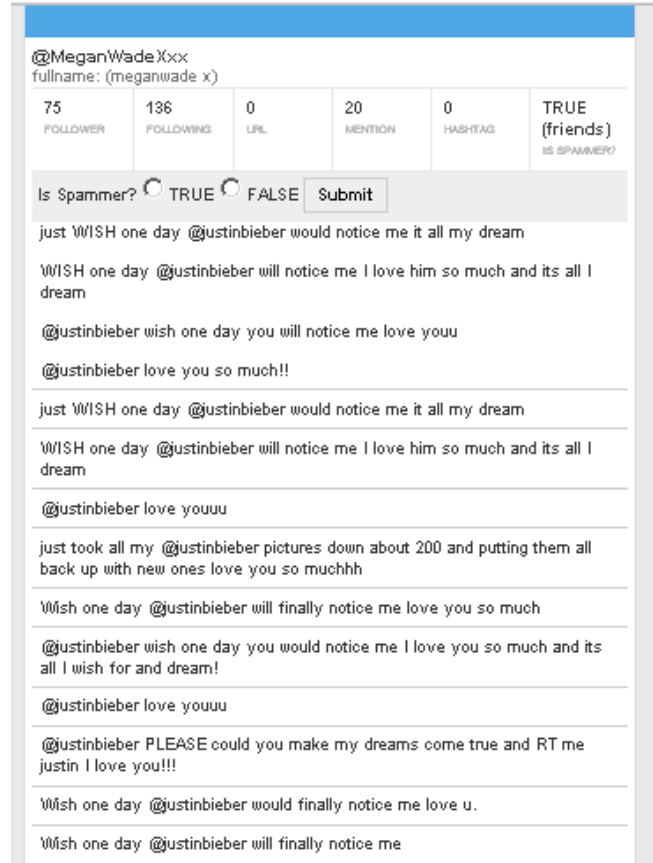 @MeganWadeXxx
fullname: (meganwade x)
75 136 0 20 0 TRUE
(friends)
FOLLOWER FOLLOWING URL MENTION HASHTAG
IS SPAMMER?
Is Spammer? TRUE FALSE Submit
just WISH one day @justinbieber would notice me it all my dream
WISH one day @justinbieber will notice me I love him so much and its all I
dream
@justinbieber wish one day you will notice me love youu
@justinbieber love you so much!!
just WISH one day @justinbieber would notice me it all my dream
WISH one day @justinbieber will notice me I love him so much and its all I
dream
@justinbieber love youuu
just took all my @justinbieber pictures down about 200 and putting them all
back up with new ones love you so muchhh
Wish one day @justinbieber will finally notice me love you so much
@justinbieber wish one day you would notice me I love you so much and its
all I wish for and dream!
@justinbieber love youuu
@justinbieber PLEASE could you make my dreams come true and RT me
justin I love you!!!
Wish one day @justinbieber would finally notice me love u.
Wish one day @justinbieber will finally notice me